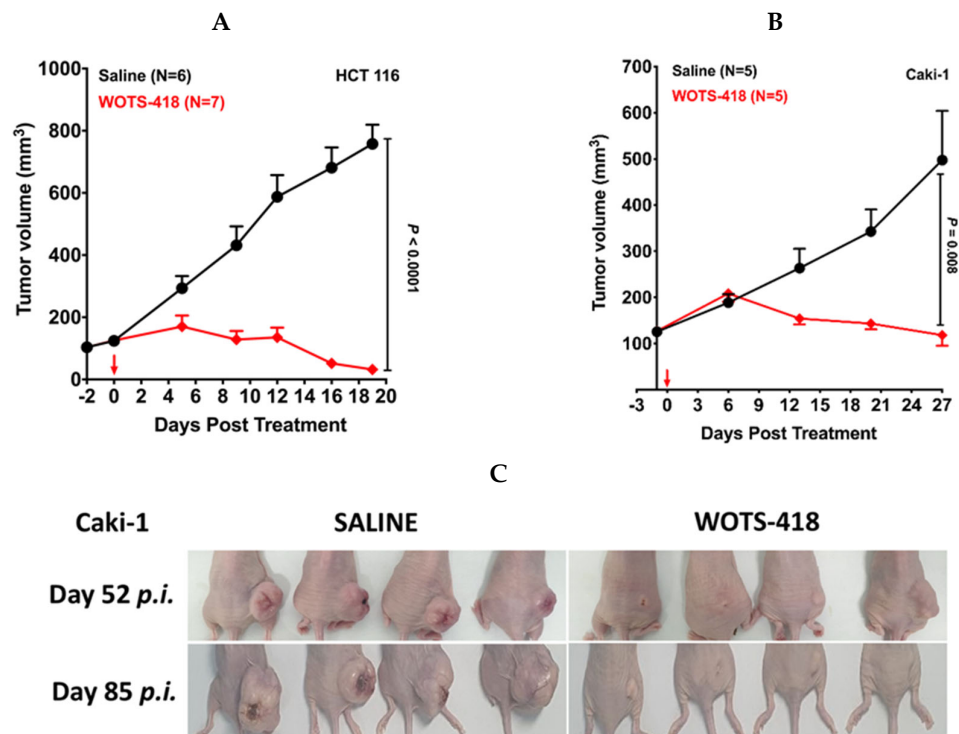 A
Saline (N=6)
HCT 116
WOTS-418 (N=7)
1000
800
600
400
200
0
Tumor volume (mm³)
P < 0.0001
-2 0 2 4 6 8 10 12 14 16 18 20
Days Post Treatment
B
Saline (N=5)
Caki-1
WOTS-418 (N=5)
700
600
500
400
300
200
100
Tumor volume (mm³)
P = 0.008
-3 0 3 6 9 12 15 18 21 24 27
Days Post Treatment
C
Caki-1 SALINE WOTS-418
Day 52 p.i.
Day 85 p.i.